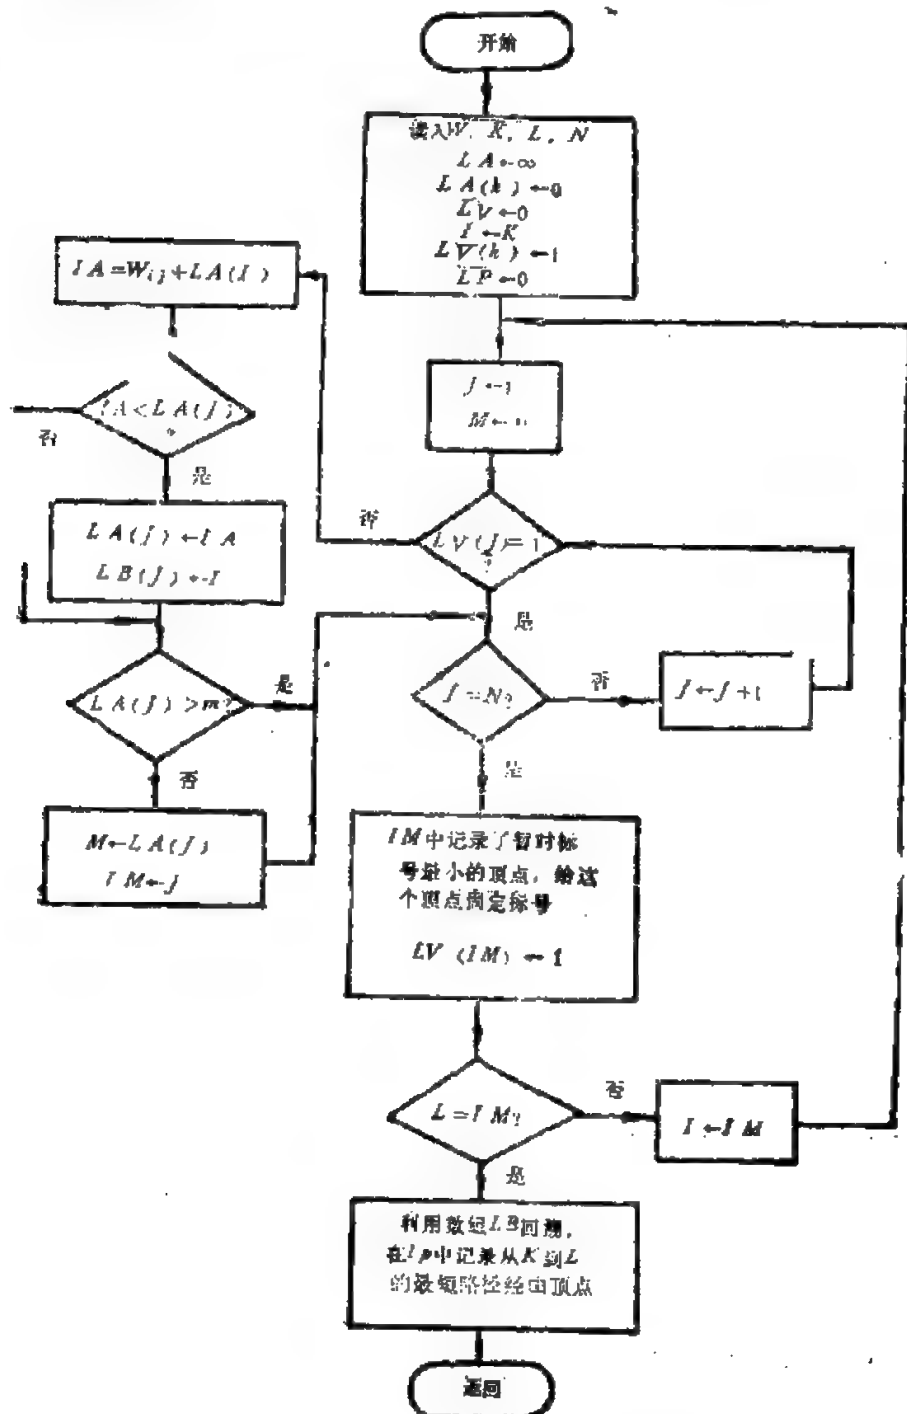 开始
读入W, K, L, N
LA←∞
LA(k)←0
LV←0
I←K
LV(k)←1
LP←0
IA=Wij+LA(I)
J←1
M←∞
A<LA(J)
?
否
是
LA(J)←IA
LB(J)←I
否
LV(J)=1
?
是
LA(J)>m?
是
J=N?
否
J←J+1
否
是
M←LA(J)
IM←J
IM中记录了暂时标
号最小的顶点, 给这
个顶点固定标号
LV (IM) ← 1
L=IM?
否
I←IM
是
利用数组LB回溯,
在Ip中记录从K到L
的最短路径经由顶点
返回